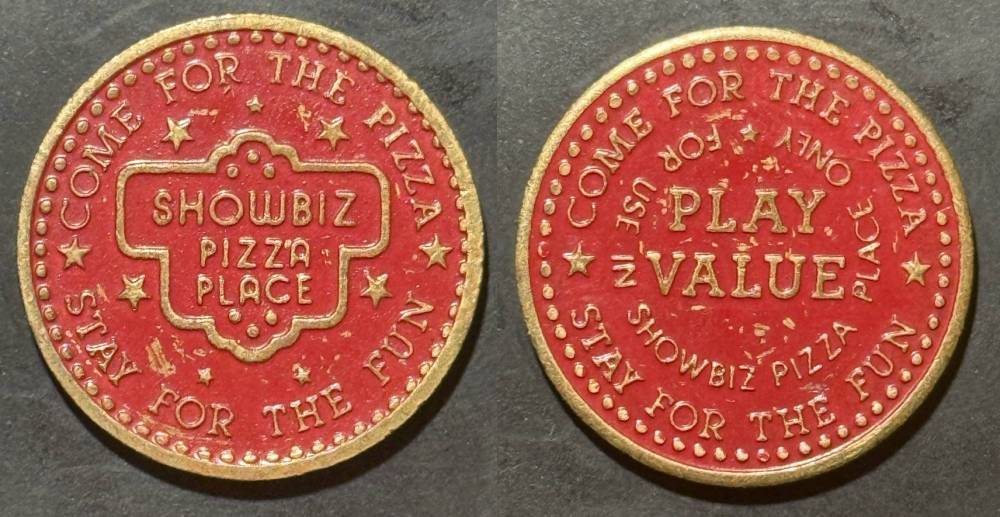 COME FOR THE PIZZA
SHOWBIZ
PIZZA
PLACE
STAY FOR THE FUN
COME FOR THE PIZZA
PLAY
VALUE
FOR USE IN SHOWBIZ PIZZA PLACE ONLY
STAY FOR THE FUN